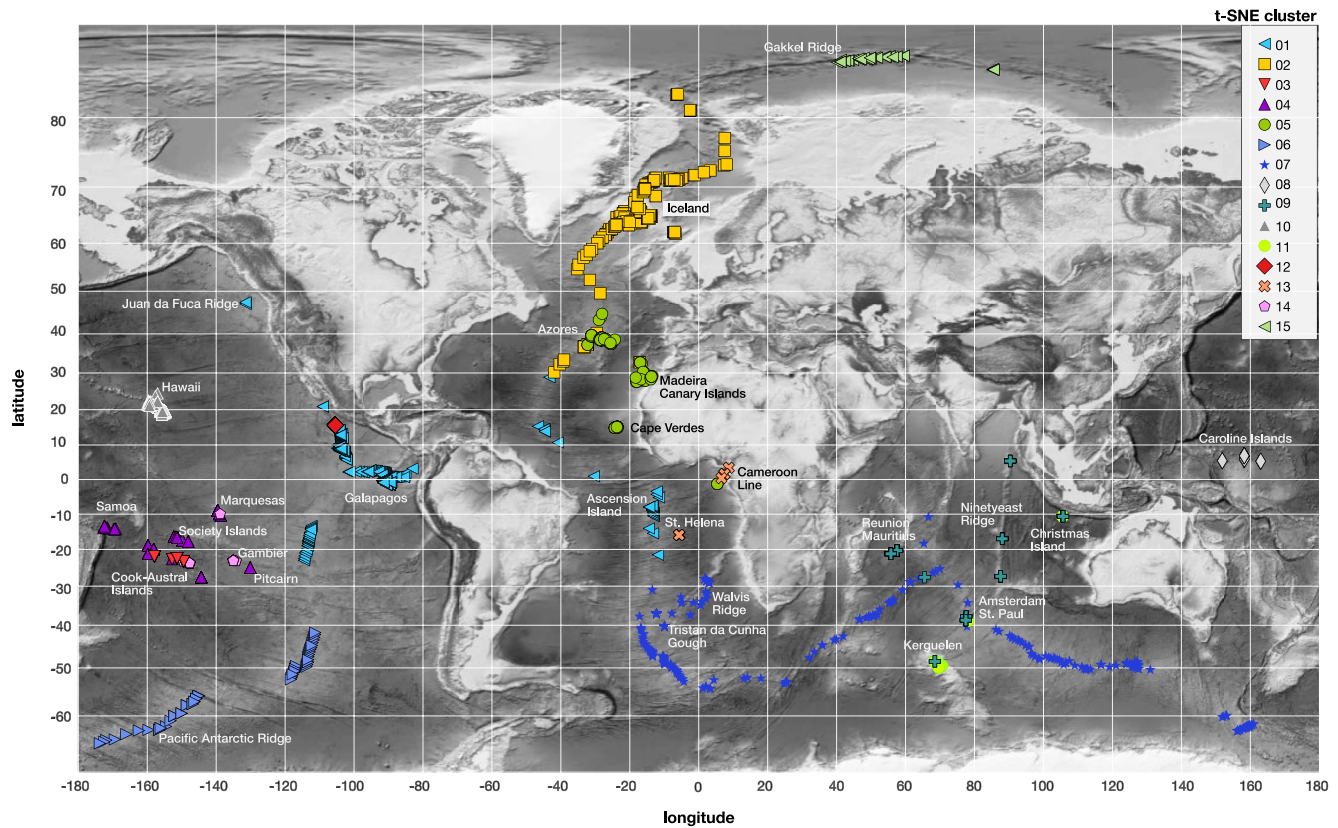 t-SNE cluster
01
02
03
04
05
06
07
08
09
10
11
12
13
14
15
Gakkel Ridge
Iceland
Juan da Fuca Ridge
Azores
Hawaii
Madeira
Canary Islands
Cape Verdes
Caroline Islands
Cameroon
Line
Galapagos
Ascension
Island
St. Helena
Samoa
Marquesas
Society Islands
Gambier
Cook-Austral
Islands
Pitcairn
Reunion
Mauritius
Ninetyeast
Ridge
Christmas
Island
Walvis
Ridge
Tristan da Cunha
Gough
Amsterdam
St. Paul
Kerguelen
Pacific Antarctic Ridge
latitude
80
70
60
50
40
30
20
10
0
-10
-20
-30
-40
-50
-60
-180 -160 -140 -120 -100 -80 -60 -40 -20 0 20 40 60 80 100 120 140 160 180
longitude